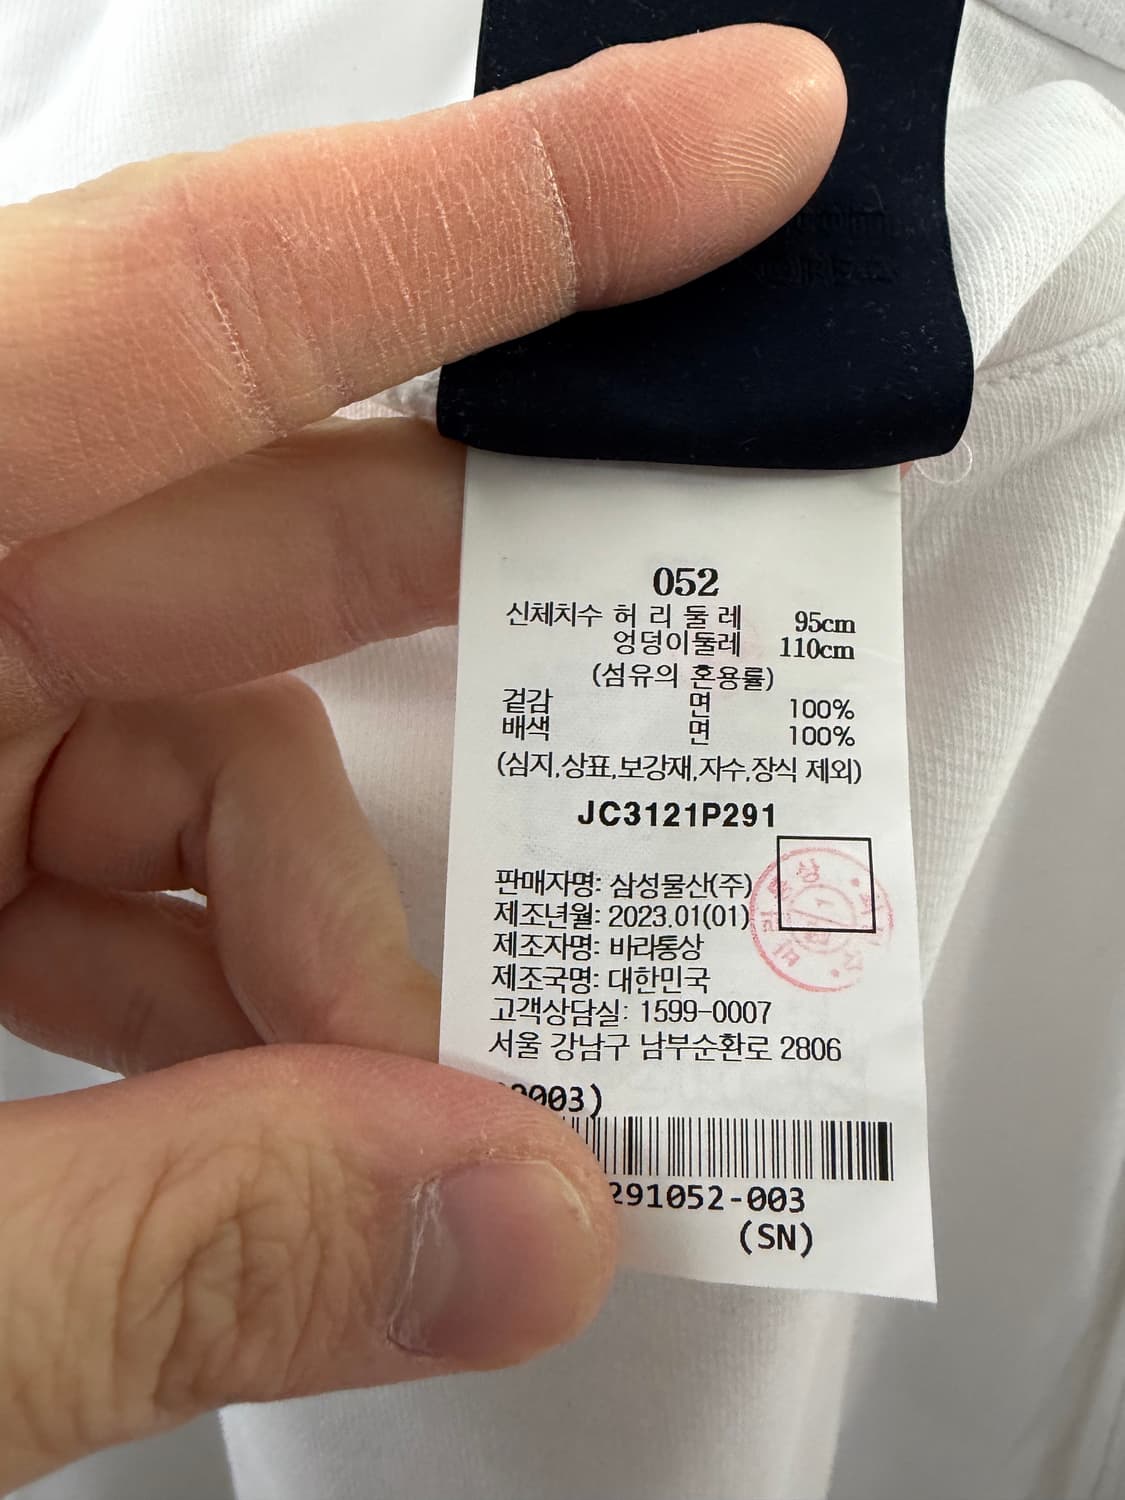 052
신체치수 허 리 둘 레 95cm
엉덩이둘레 110cm
(섬유의 혼용률)
겉감 면 100%
배색 면 100%
(심지,상표,보강재,자수,장식 제외)
JC3121P291
판매자명: 삼성물산(주)
제조년월: 2023.01(01)
제조자명: 바라통상
제조국명: 대한민국
고객상담실: 1599-0007
서울 강남구 남부순환로 2806
0003)
291052-003
(SN)